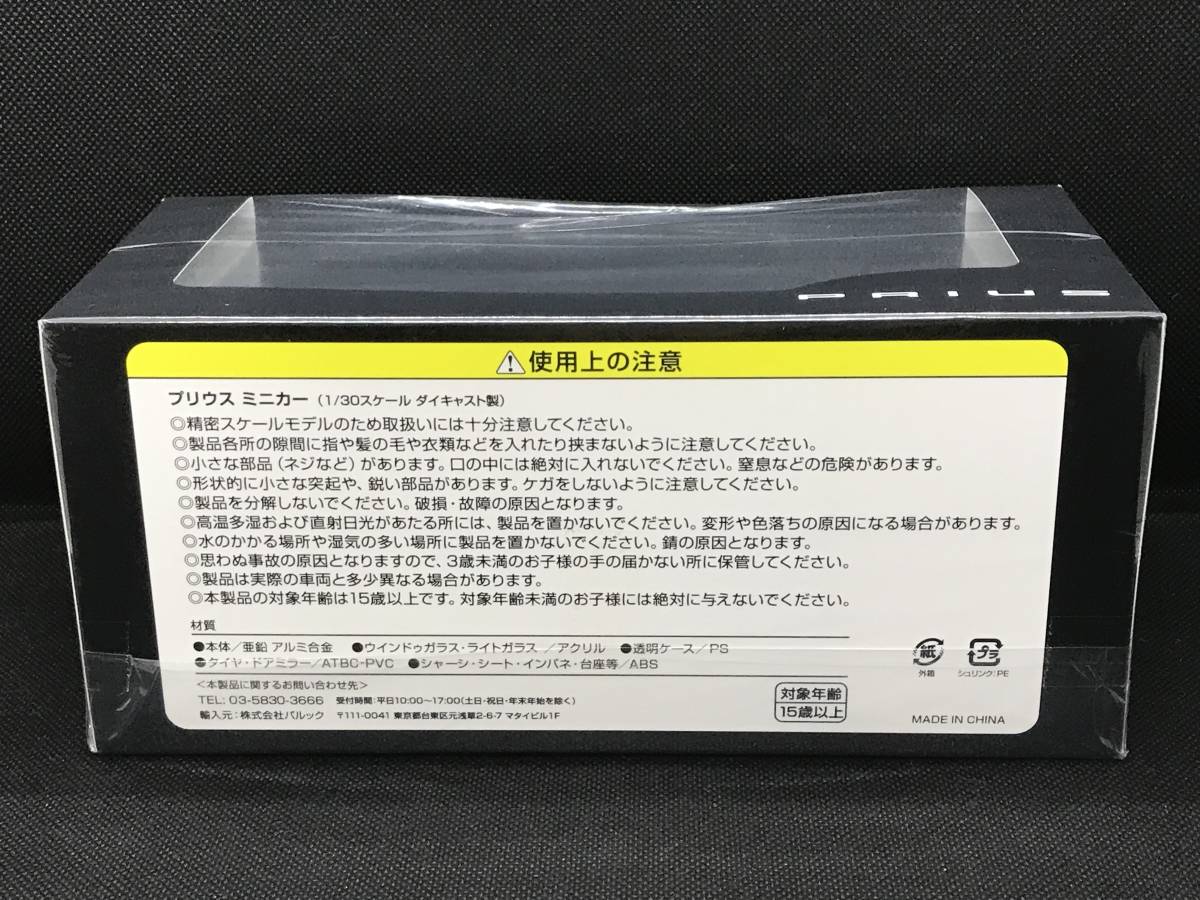 PRIUS
使用上の注意
プリウス ミニカー（1/30スケール ダイキャスト製）
◎精密スケールモデルのため取扱いには十分注意してください。
◎製品各所の隙間に指や髪の毛や衣類などを入れたり挟まないように注意してください。
◎小さな部品（ネジなど）があります。口の中には絶対に入れないでください。窒息などの危険があります。
◎形状的に小さな突起や、鋭い部品があります。ケガをしないように注意してください。
◎製品を分解しないでください。破損・故障の原因となります。
◎高温多湿および直射日光があたる所には、製品を置かないでください。変形や色落ちの原因になる場合があります。
◎水のかかる場所や湿気の多い場所に製品を置かないでください。錆の原因となります。
◎思わぬ事故の原因となりますので、3歳未満のお子様の手の届かない所に保管してください。
◎製品は実際の車両と多少異なる場合があります。
◎本製品の対象年齢は15歳以上です。対象年齢未満のお子様には絶対に与えないでください。
材質
●本体／亜鉛 アルミ合金 ●ウインドゥガラス・ライトガラス ／アクリル ●透明ケース／PS
●タイヤ・ドアミラー／ATBC-PVC ●シャーシ・シート・インパネ・台座等／ABS
＜本製品に関するお問い合わせ先＞
TEL: 03-5830-3666 受付時間：平日10:00〜17:00（土日・祝日・年末年始を除く）
輸入元：株式会社バルック 〒111-0041 東京都台東区元浅草2-6-7 マタイビル1F
対象年齢
15歳以上
紙
外箱
プラ
シュリンク：PE
MADE IN CHINA